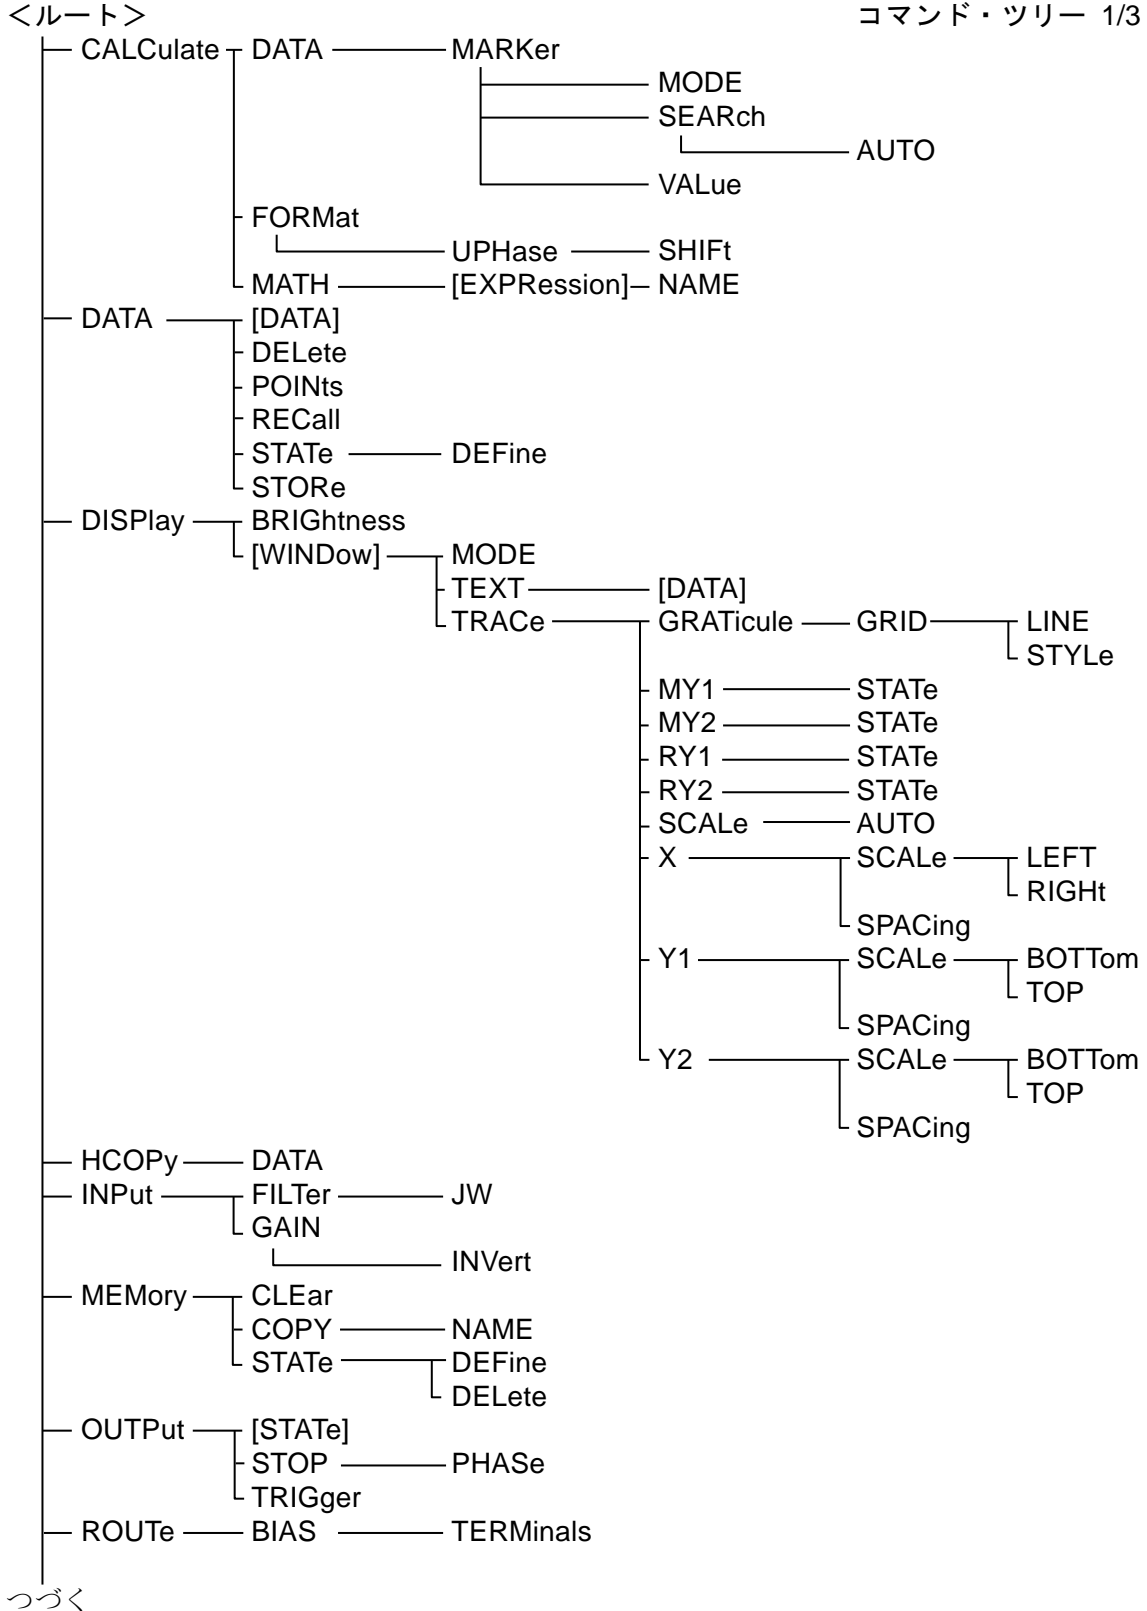 ＜ルート＞ コマンド・ツリー 1/3
CALCulate DATA MARKer
MODE
SEARch
AUTO
VALue
FORMat
UPHase SHIFt
MATH [EXPRession] NAME
DATA [DATA]
DELete
POINts
RECall
STATe DEFine
STORe
DISPlay BRIGhtness
[WINDow] MODE
TEXT [DATA]
TRACe GRATicule GRID LINE
STYLe
MY1 STATe
MY2 STATe
RY1 STATe
RY2 STATe
SCALe AUTO
X SCALe LEFT
RIGHt
SPACing
Y1 SCALe BOTTom
TOP
SPACing
Y2 SCALe BOTTom
TOP
SPACing
HCOPy DATA
INPut FILTer JW
GAIN
INVert
MEMory CLEar
COPY NAME
STATe DEFine
DELete
OUTPut [STATe]
STOP PHASe
TRIGger
ROUTe BIAS TERMinals
つづく